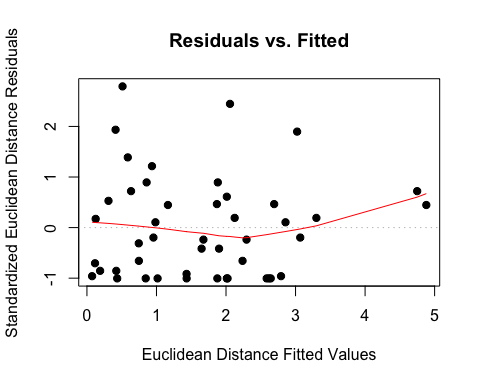 Residuals vs. Fitted
Standardized Euclidean Distance Residuals
2
1
0
-1
0 1 2 3 4 5
Euclidean Distance Fitted Values